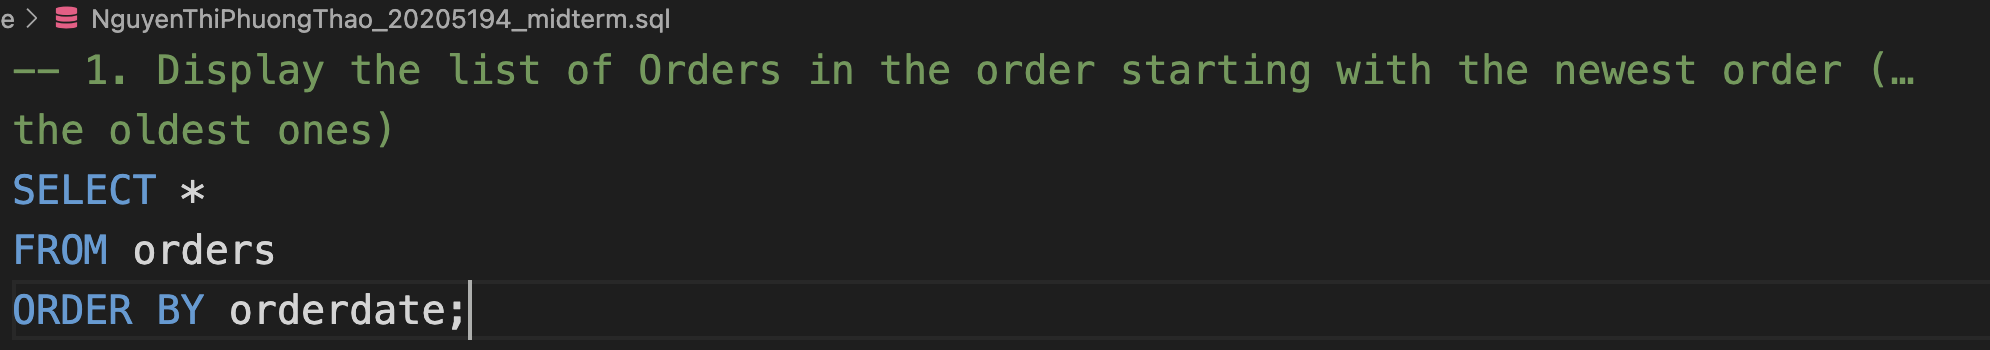 e > NguyenThiPhuongThao_20205194_midterm.sql
-- 1. Display the list of Orders in the order starting with the newest order (…
the oldest ones)
SELECT *
FROM orders
ORDER BY orderdate;